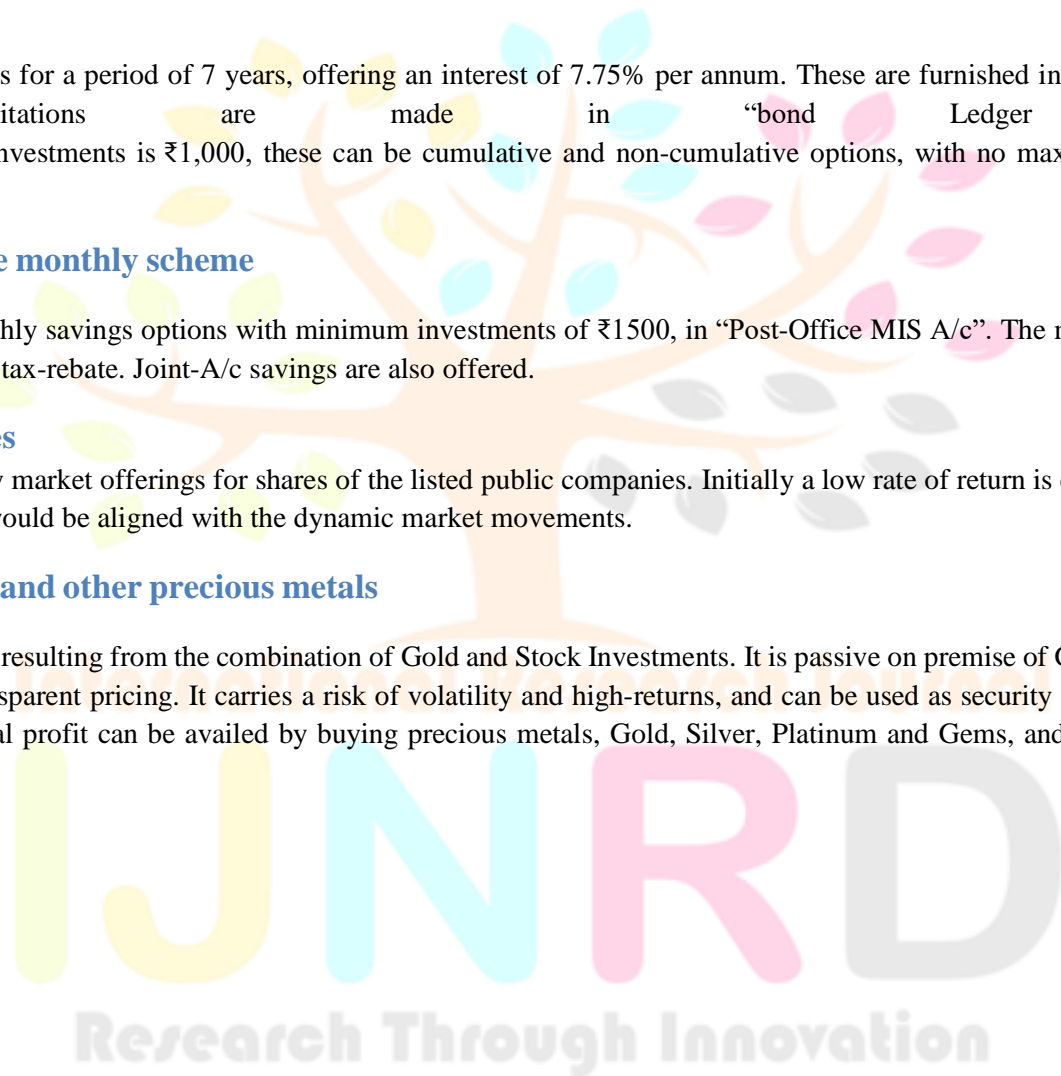 s for a period of 7 years, offering an interest of 7.75% per annum. These are furnished in
itations are made in “bond Ledger
nvestments is ₹1,000, these can be cumulative and non-cumulative options, with no max
e monthly scheme
hly savings options with minimum investments of ₹1500, in “Post-Office MIS A/c”. The
tax-rebate. Joint-A/c savings are also offered.
es
market offerings for shares of the listed public companies. Initially a low rate of return is
ould be aligned with the dynamic market movements.
and other precious metals
resulting from the combination of Gold and Stock Investments. It is passive on premise of
sparent pricing. It carries a risk of volatility and high-returns, and can be used as security
al profit can be availed by buying precious metals, Gold, Silver, Platinum and Gems, and
International Research Journal
IJNRD
Research Through Innovation